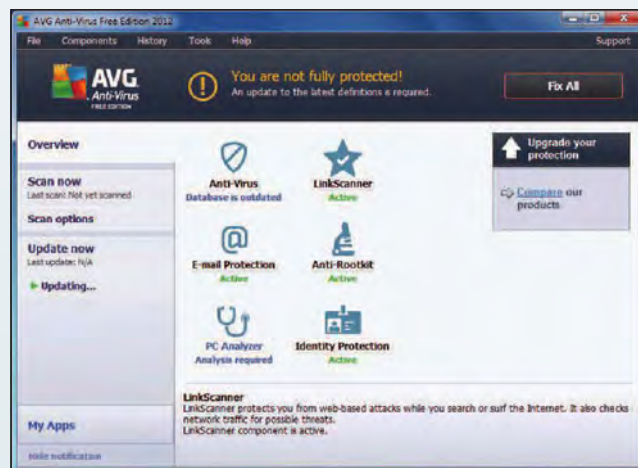 AVG Anti-Virus Free Edition 2012
File Components History Tools Help Support
AVG
Anti-Virus
FREE EDITION
You are not fully protected!
An update to the latest definitions is required.
Fix All
Overview
Scan now
Last scan: Not yet scanned
Scan options
Update now
Last update: N/A
Updating...
My Apps
Hide notification
Anti-Virus
Database is outdated
LinkScanner
Active
E-mail Protection
Active
Anti-Rootkit
Active
PC Analyzer
Analysis required
Identity Protection
Active
Upgrade your
protection
Compare our
products
LinkScanner
LinkScanner protects you from web-based attacks while you search or surf the Internet. It also checks
network traffic for possible threats.
LinkScanner component is active.